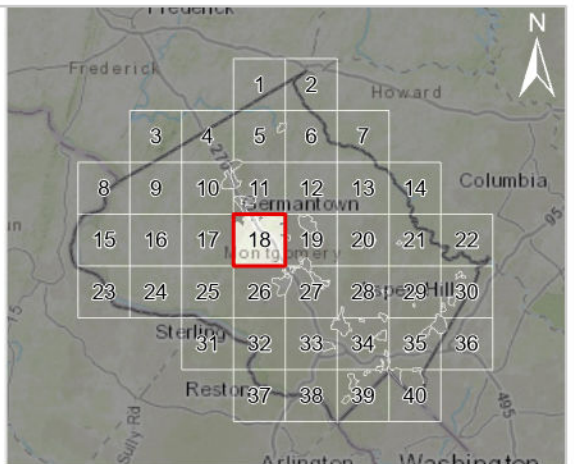 Frederick
N
Frederick
1 2
Howard
270
3 4 5 6 7
8 9 10 11 12 13 14
Columbia
Germantown
95
15 16 17 18 19 20 21 22
Montgomery
23 24 25 26 27 28 29 30
15
Sterling
31 32 33 34 35 36
Reston
37 38 39 40
495
Sully Rd
Arlington
Washington